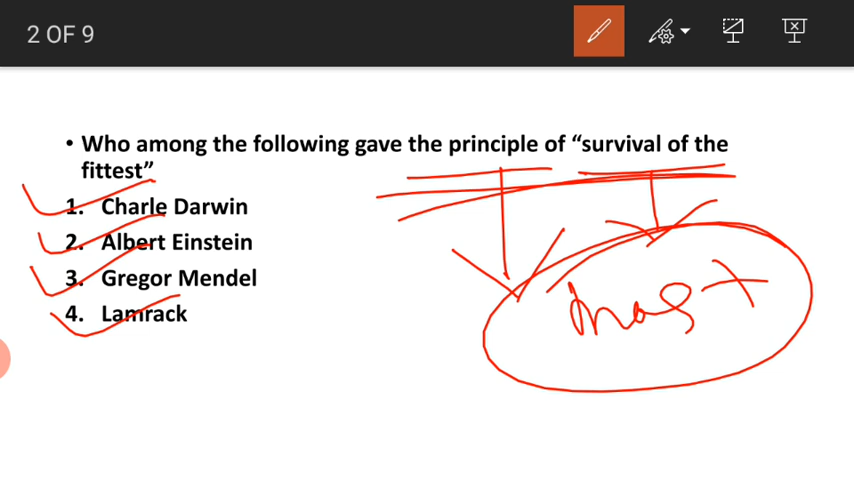 2 OF 9
• Who among the following gave the principle of “survival of the
fittest”
1. Charle Darwin
2. Albert Einstein
3. Gregor Mendel
4. Lamrack